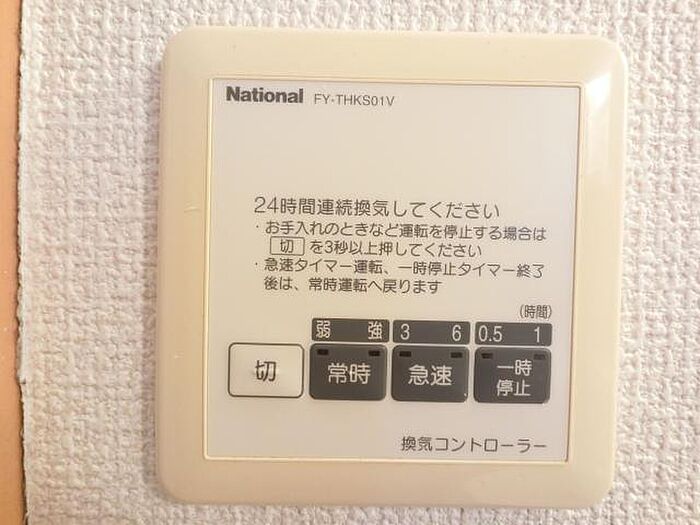 National FY-THKS01V
24時間連続換気してください
・お手入れのときなど運転を停止する場合は
切 を3秒以上押してください
・急速タイマー運転、一時停止タイマー終了
後は、常時運転へ戻ります
(時間)
弱 強 3 6 0.5 1
切 常時 急速 一時
停止
換気コントローラー